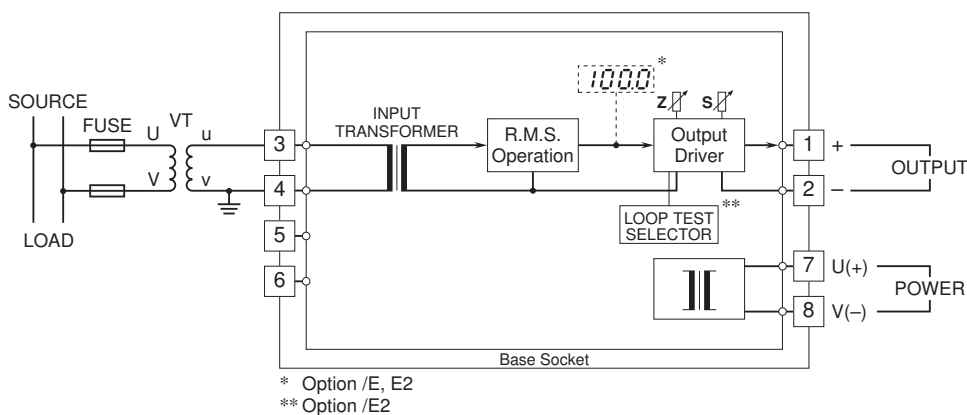 100.0
*
Z
S
SOURCE
FUSE
U
VT
u
INPUT
TRANSFORMER
R.M.S.
Operation
Output
Driver
3
1
+
OUTPUT
V
v
4
2
–
**
LOOP TEST
SELECTOR
LOAD
5
6
7
U(+)
POWER
8
V(–)
Base Socket
* Option /E, E2
** Option /E2